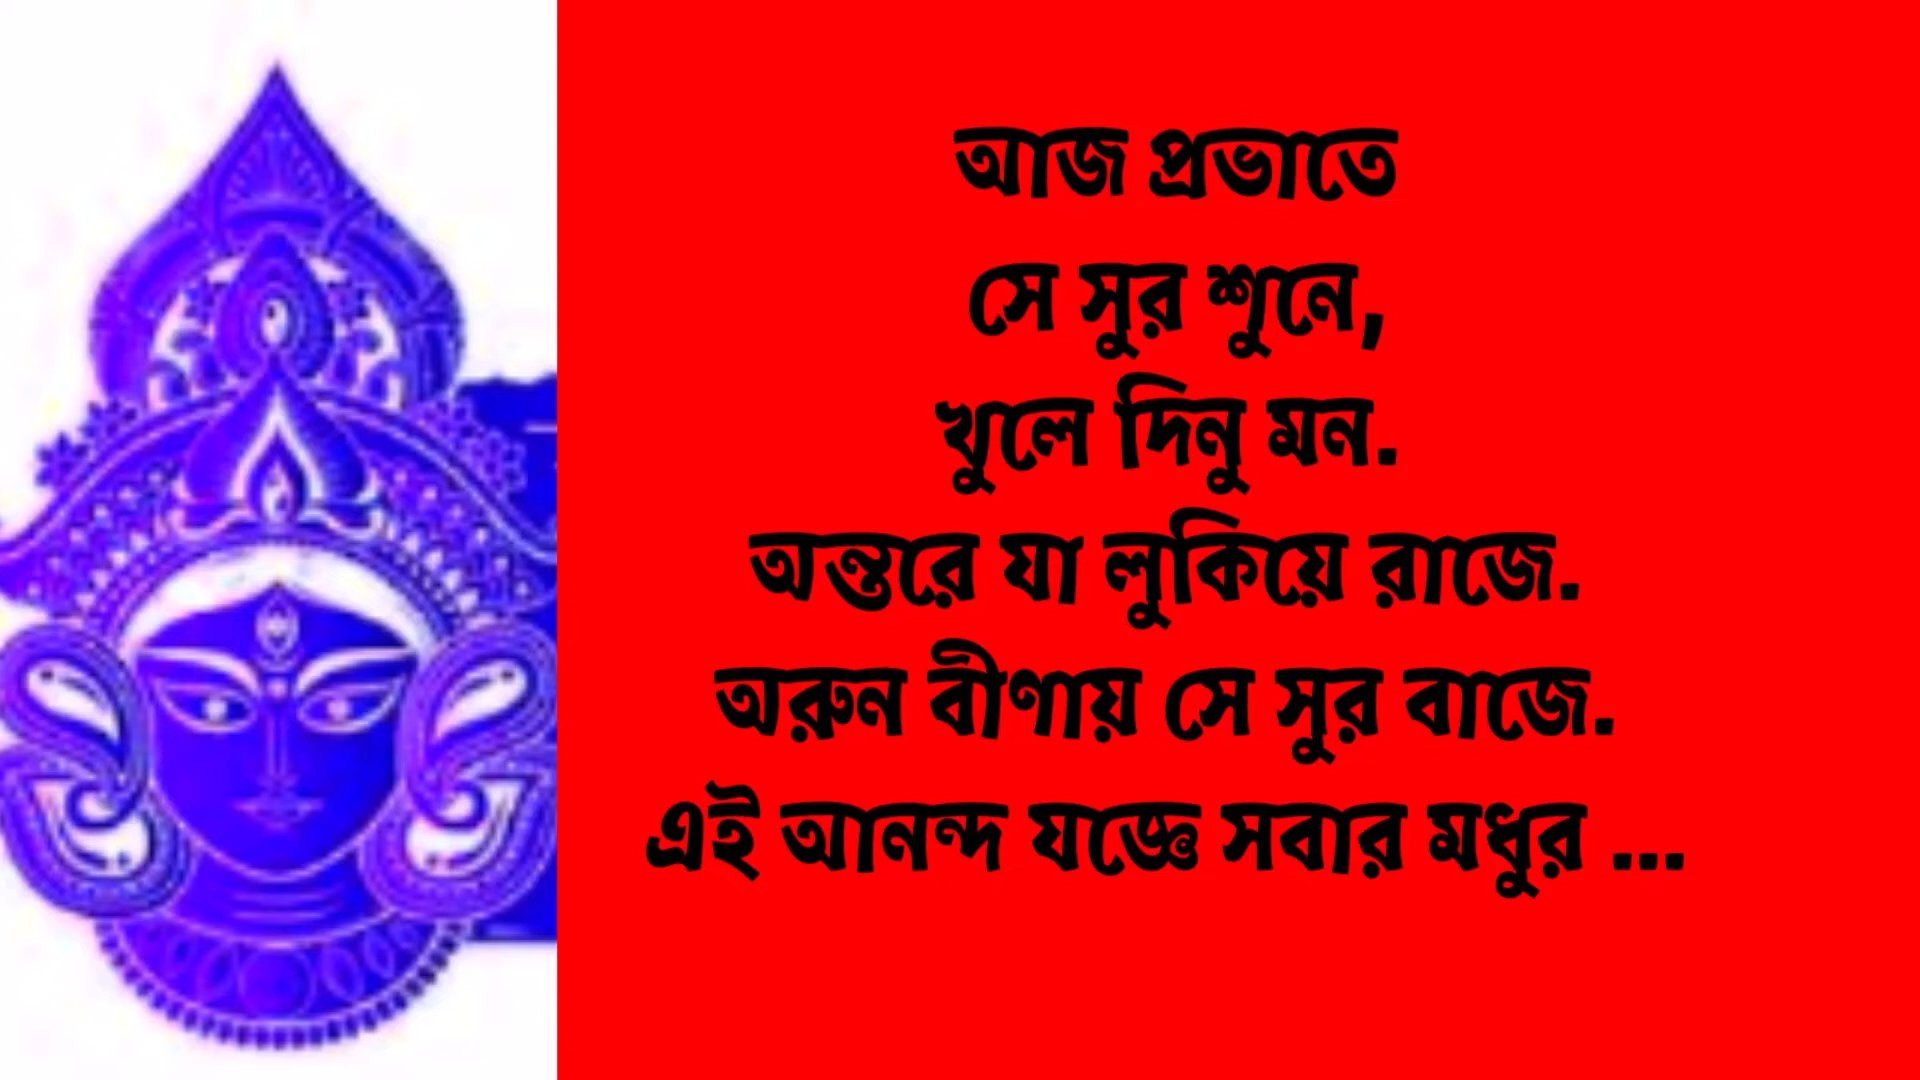 আজ প্রভাতে
সে সুর শুনে,
খুলে দিনু মন.
অন্তরে যা লুকিয়ে রাজে.
অরুন বীণায় সে সুর বাজে.
এই আনন্দ যজ্ঞে সবার মধুর ...